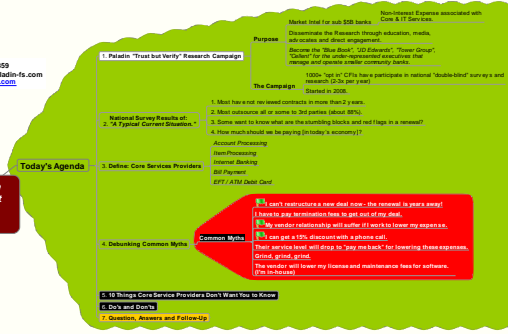 Non-Interest Expense associated with
Core & IT Services.
Market Intel for sub $5B banks
Purpose
Disseminate the Research through education, media,
advocates and direct engagement.
Become the "Blue Book", "JD Edwards", "Tower Group",
"Cellent" for the under-represented executives that
manage and operate smaller community banks.
1. Paladin "Trust but Verify" Research Campaign
The Campaign
1000+ "opt in" CFIs have participate in national "double-blind" surveys and
research (2-3x per year)
Started in 2008.
359
ladin-fs.com
.com
National Survey Results of:
2. "A Typical Current Situation."
1. Most have not reviewed contracts in more than 2 years.
2. Most outsource all or some to 3rd parties (about 88%).
3. Some want to know what are the stumbling blocks and red flags in a renewal?
4. How much should we be paying [in today's economy]?
Today's Agenda
3. Define: Core Services Providers
Account Processing
Item Processing
Internet Banking
Bill Payment
EFT / ATM Debit Card
4. Debunking Common Myths
Common Myths
I can't restructure a new deal now - the renewal is years away!
I have to pay termination fees to get out of my deal.
My vendor relationship will suffer if I work to lower my expense.
I can get a 15% discount with a phone call.
Their service level will drop to "pay me back" for lowering these expenses.
Grind, grind, grind.
The vendor will lower my license and maintenance fees for software.
(I'm in-house)
5. 10 Things Core Service Providers Don't Want You to Know
6. Do's and Don'ts
7. Question, Answers and Follow-Up